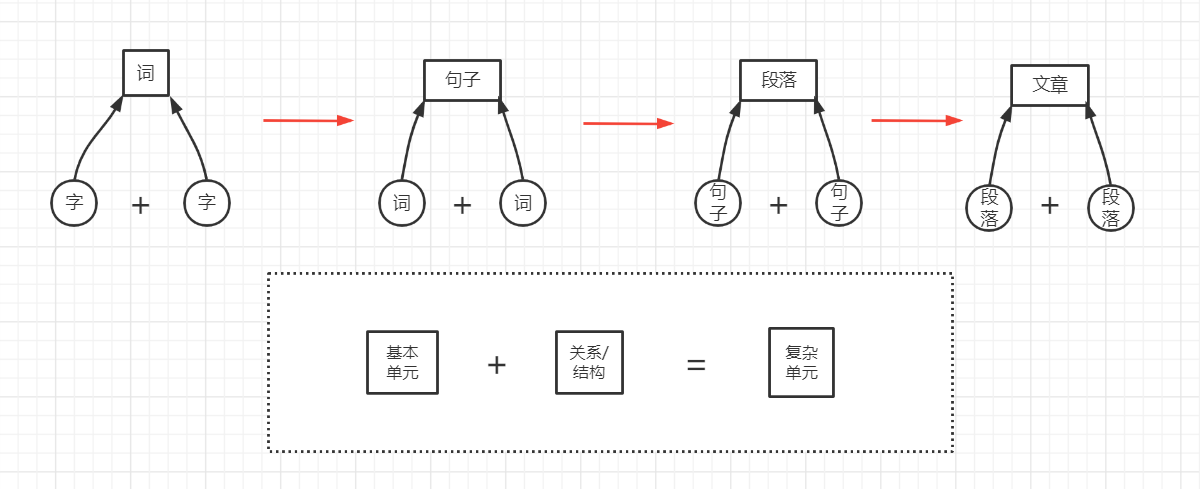 词
句子
段落
文章
字 + 字
词 + 词
句
子
+
句
子
段
落
+
段
落
基本
单元
+
关系/
结构
=
复杂
单元